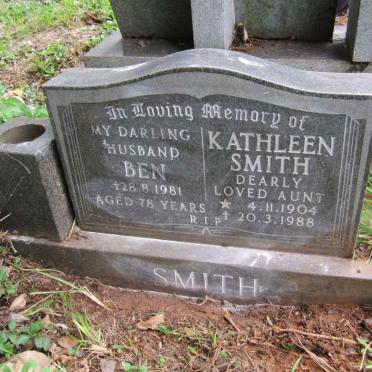 In Loving Memory of
MY DARLING
HUSBAND
BEN
✝28.8.1981
AGED 78 YEARS
KATHLEEN
SMITH
DEARLY
LOVED AUNT
★ 4.11.1904
✝ 20.3.1988
R I P
SMITH